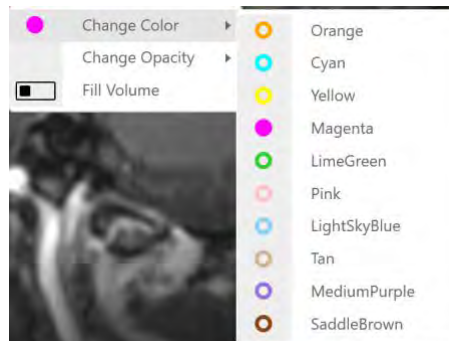 Change Color
Change Opacity
Fill Volume
Orange
Cyan
Yellow
Magenta
LimeGreen
Pink
LightSkyBlue
Tan
MediumPurple
SaddleBrown